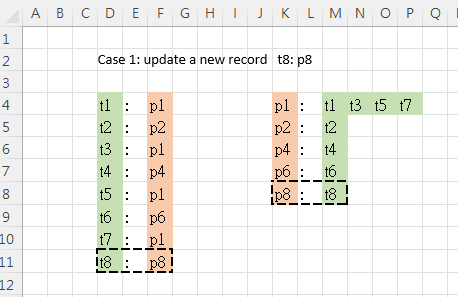 A B C D E F G H I J K L M N O P Q R
1
2 Case 1: update a new record t8: p8
3
4 t1 : p1 p1 : t1 t3 t5 t7
5 t2 : p2 p2 : t2
6 t3 : p1 p4 : t4
7 t4 : p4 p6 : t6
8 t5 : p1 p8 : t8
9 t6 : p6
10 t7 : p1
11 t8 : p8
12